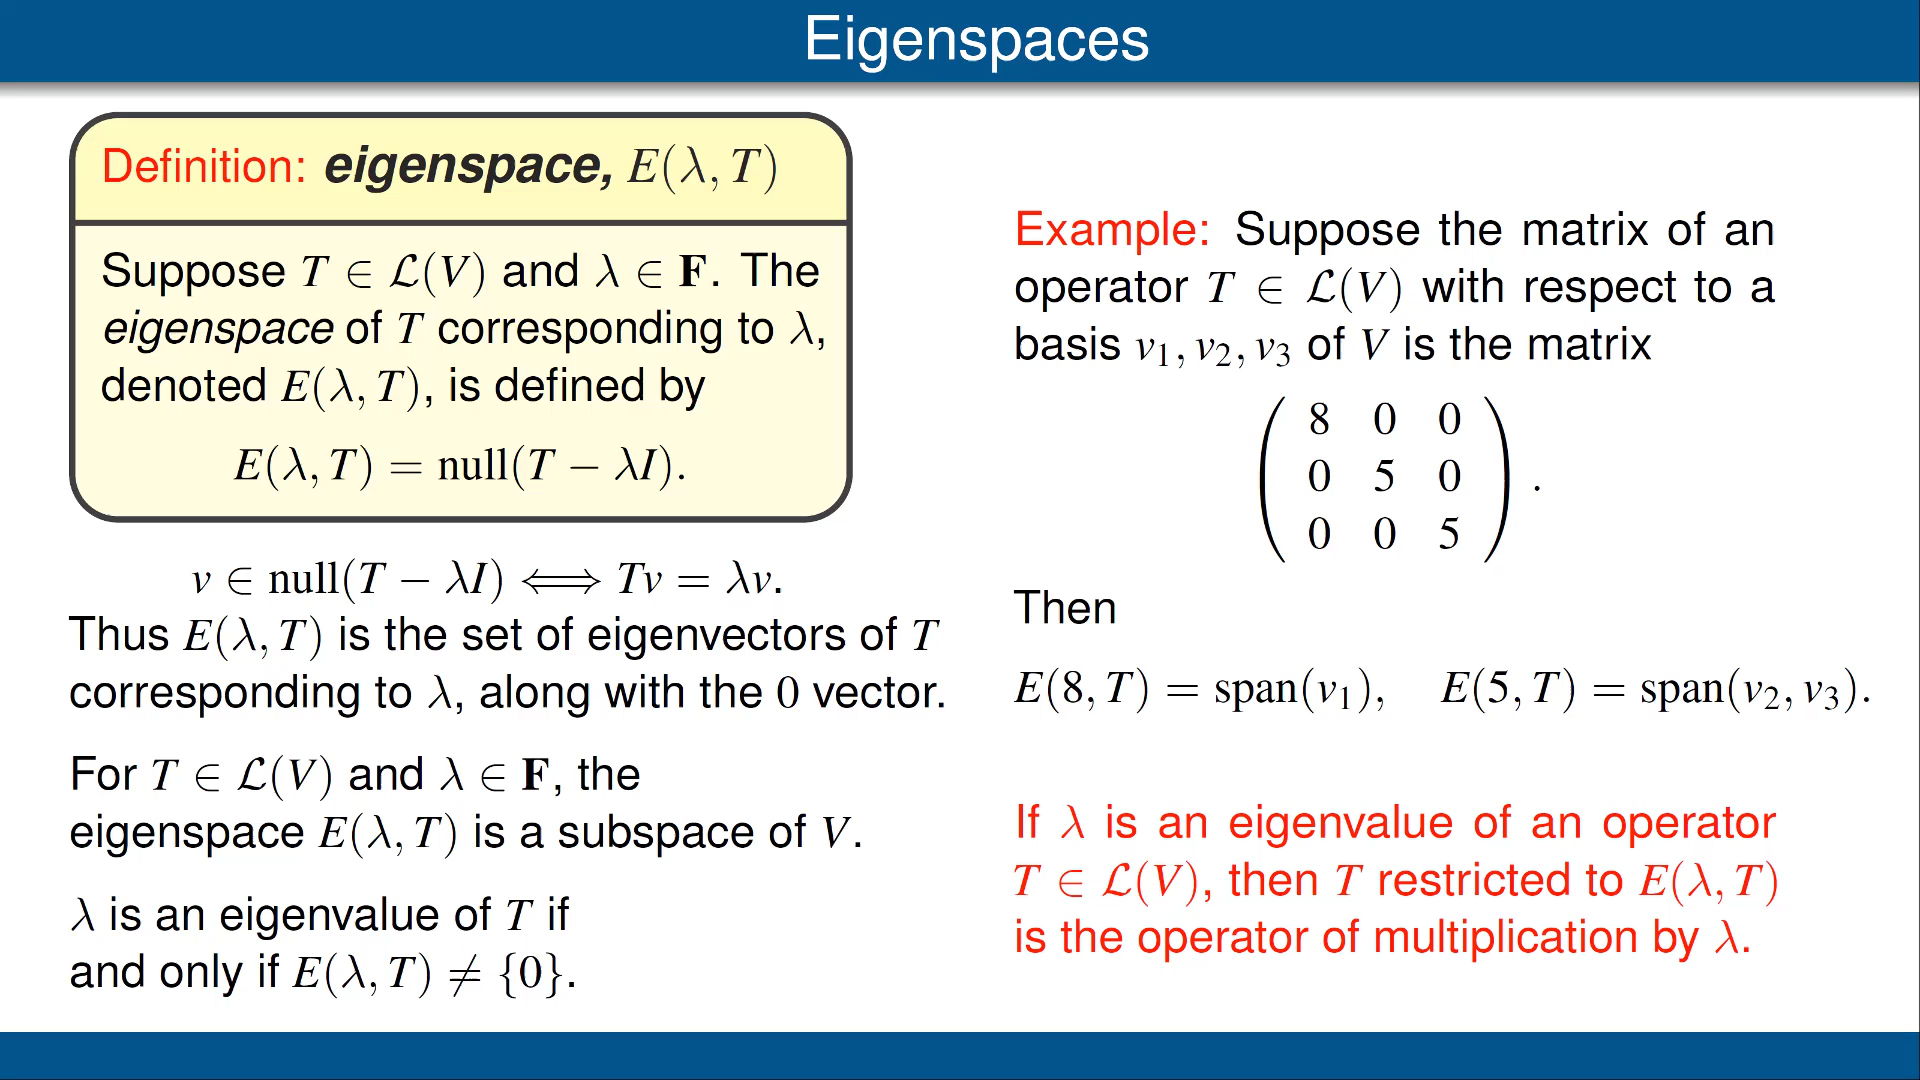 Eigenspaces
Definition: eigenspace, E(λ, T)
Suppose T ∈ ℒ(V) and λ ∈ F. The
eigenspace of T corresponding to λ,
denoted E(λ, T), is defined by
E(λ, T) = null(T − λI).
v ∈ null(T − λI) ⟺ Tv = λv.
Thus E(λ, T) is the set of eigenvectors of T
corresponding to λ, along with the 0 vector.
For T ∈ ℒ(V) and λ ∈ F, the
eigenspace E(λ, T) is a subspace of V.
λ is an eigenvalue of T if
and only if E(λ, T) ≠ {0}.
Example: Suppose the matrix of an
operator T ∈ ℒ(V) with respect to a
basis v₁, v₂, v₃ of V is the matrix
8 0 0
0 5 0 .
0 0 5
Then
E(8, T) = span(v₁), E(5, T) = span(v₂, v₃).
If λ is an eigenvalue of an operator
T ∈ ℒ(V), then T restricted to E(λ, T)
is the operator of multiplication by λ.